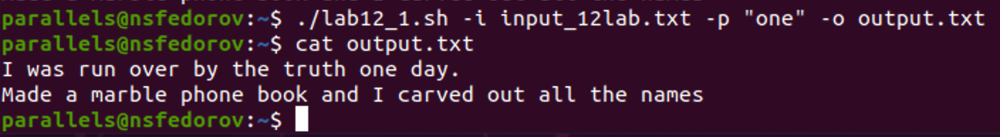 parallels@nsfedorov:~$ ./lab12_1.sh -i input_12lab.txt -p "one" -o output.txt
parallels@nsfedorov:~$ cat output.txt
I was run over by the truth one day.
Made a marble phone book and I carved out all the names
parallels@nsfedorov:~$